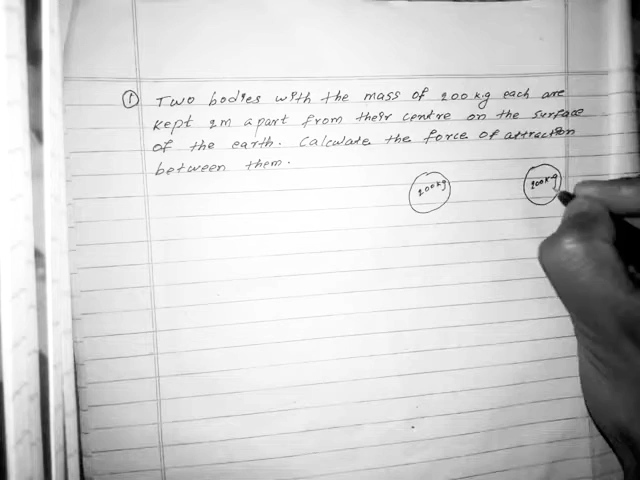 ① Two bodies with the mass of 200 kg each are
kept 2m apart from their centre on the surface
of the earth. Calculate the force of attraction
between them.
200kg 200kg